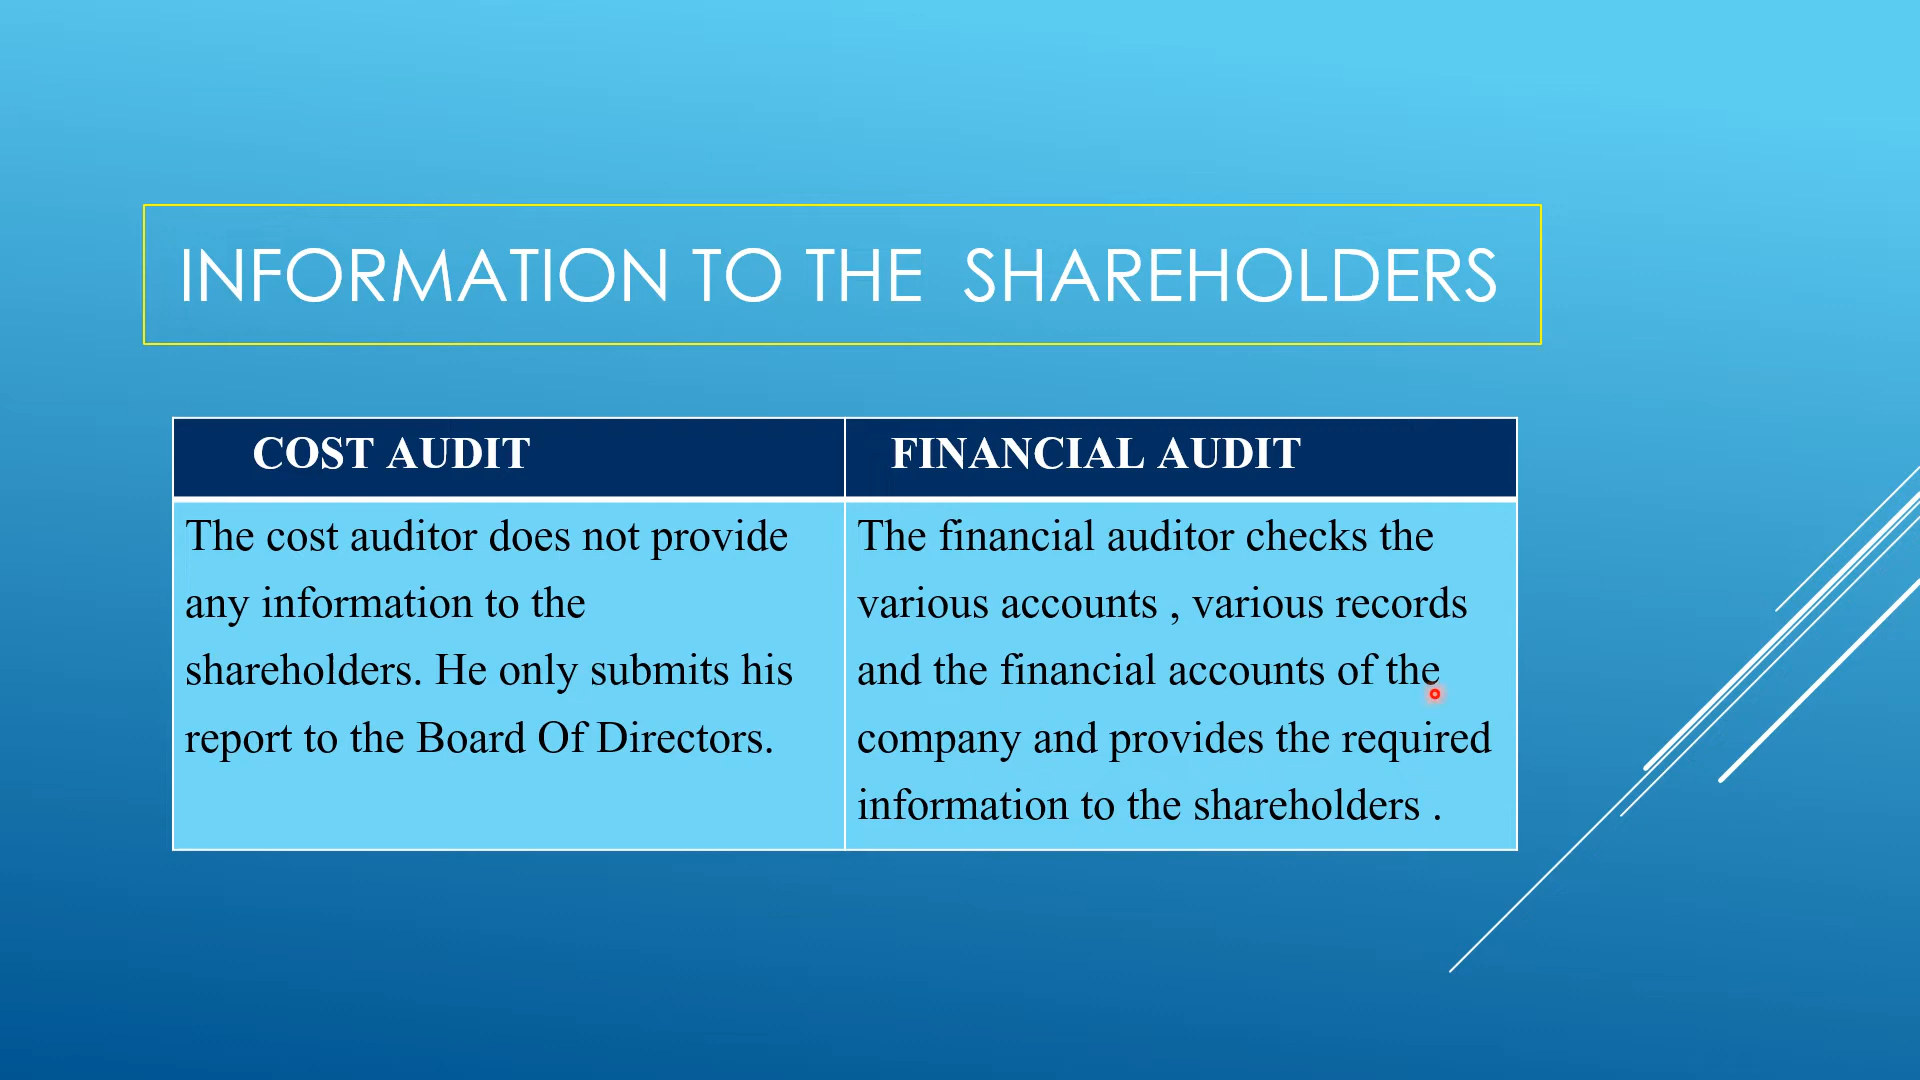 INFORMATION TO THE SHAREHOLDERS
COST AUDIT
The cost auditor does not provide
any information to the
shareholders. He only submits his
report to the Board Of Directors.
FINANCIAL AUDIT
The financial auditor checks the
various accounts , various records
and the financial accounts of the
company and provides the required
information to the shareholders .